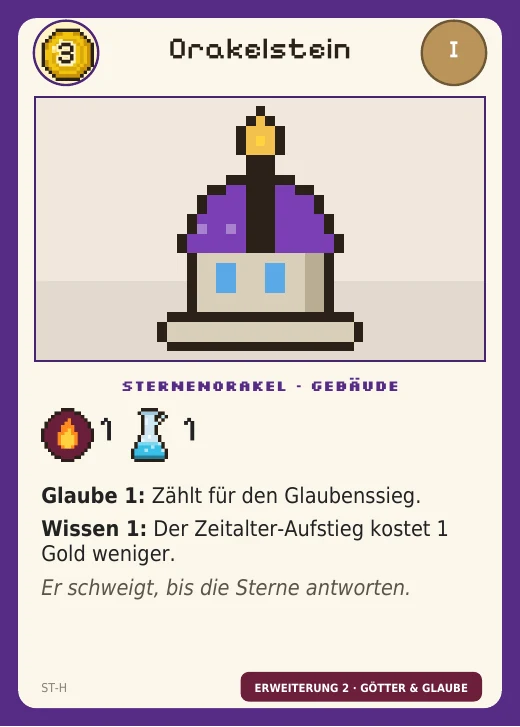 3
Orakelstein
I
STERNENORAKEL · GEBÄUDE
1
1
Glaube 1: Zählt für den Glaubenssieg.
Wissen 1: Der Zeitalter-Aufstieg kostet 1
Gold weniger.
Er schweigt, bis die Sterne antworten.
ST-H
ERWEITERUNG 2 · GÖTTER & GLAUBE